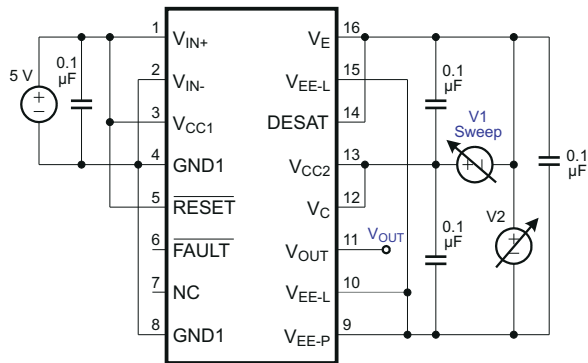 1 V_IN+ V_E 16
2 V_IN- V_EE-L 15
5 V 0.1 µF 0.1 µF
3 V_CC1 DESAT 14
V1 Sweep
4 GND1 V_CC2 13
0.1 µF
5 RESET V_C 12
6 FAULT V_OUT 11 V_OUT
V2
0.1 µF
7 NC V_EE-L 10
8 GND1 V_EE-P 9